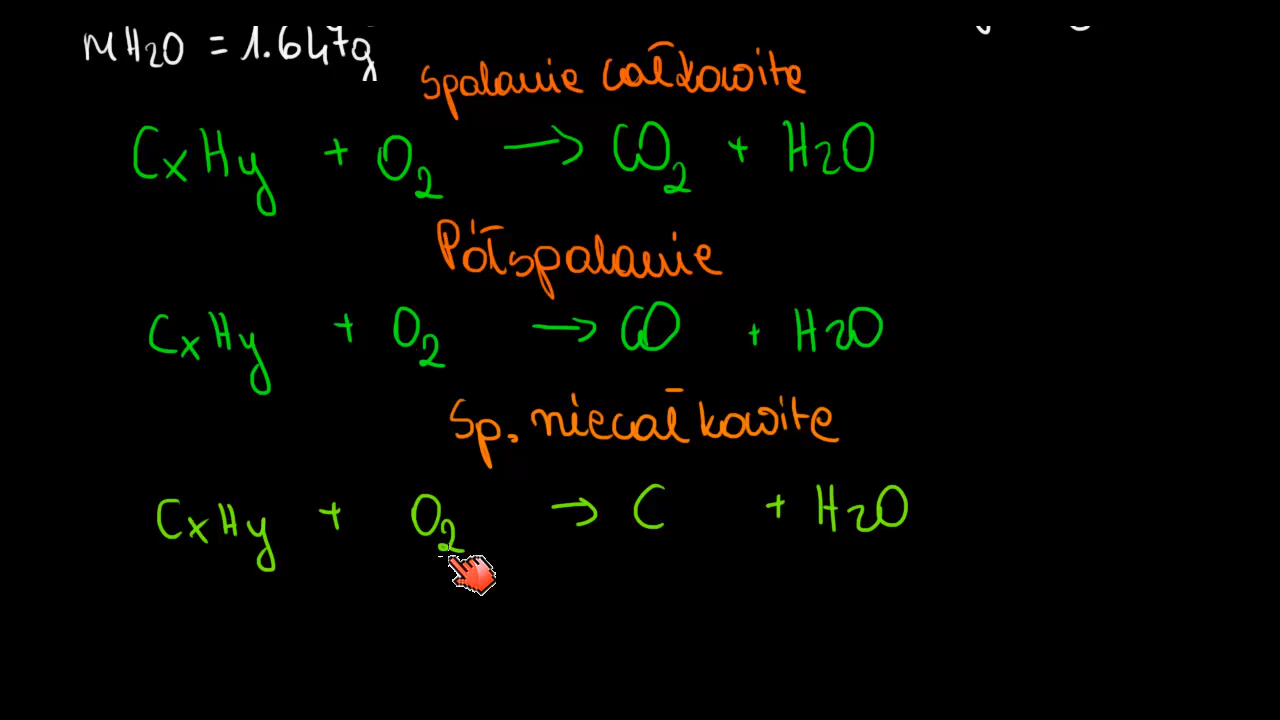 mH2O = 1.647g
Spalanie całkowite
CxHy + O2 → CO2 + H2O
Półspalanie
CxHy + O2 → CO + H2O
Sp. niecałkowite
CxHy + O2 → C + H2O